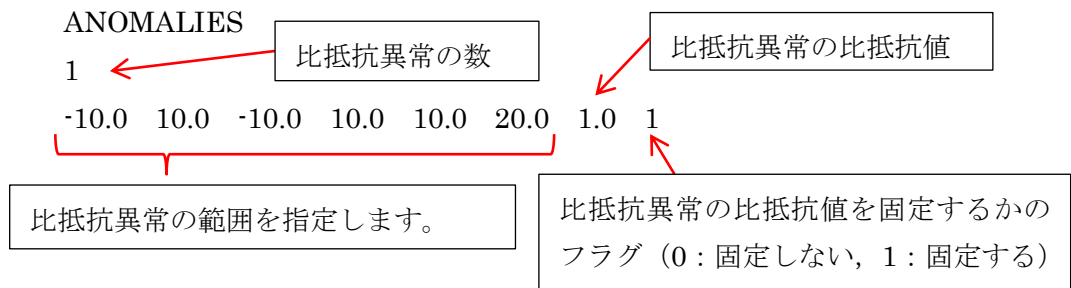 ANOMALIES
比抵抗異常の数
比抵抗異常の比抵抗値
1
-10.0 10.0 -10.0 10.0 10.0 20.0 1.0 1
比抵抗異常の範囲を指定します。
比抵抗異常の比抵抗値を固定するかの
フラグ（0：固定しない，1：固定する）